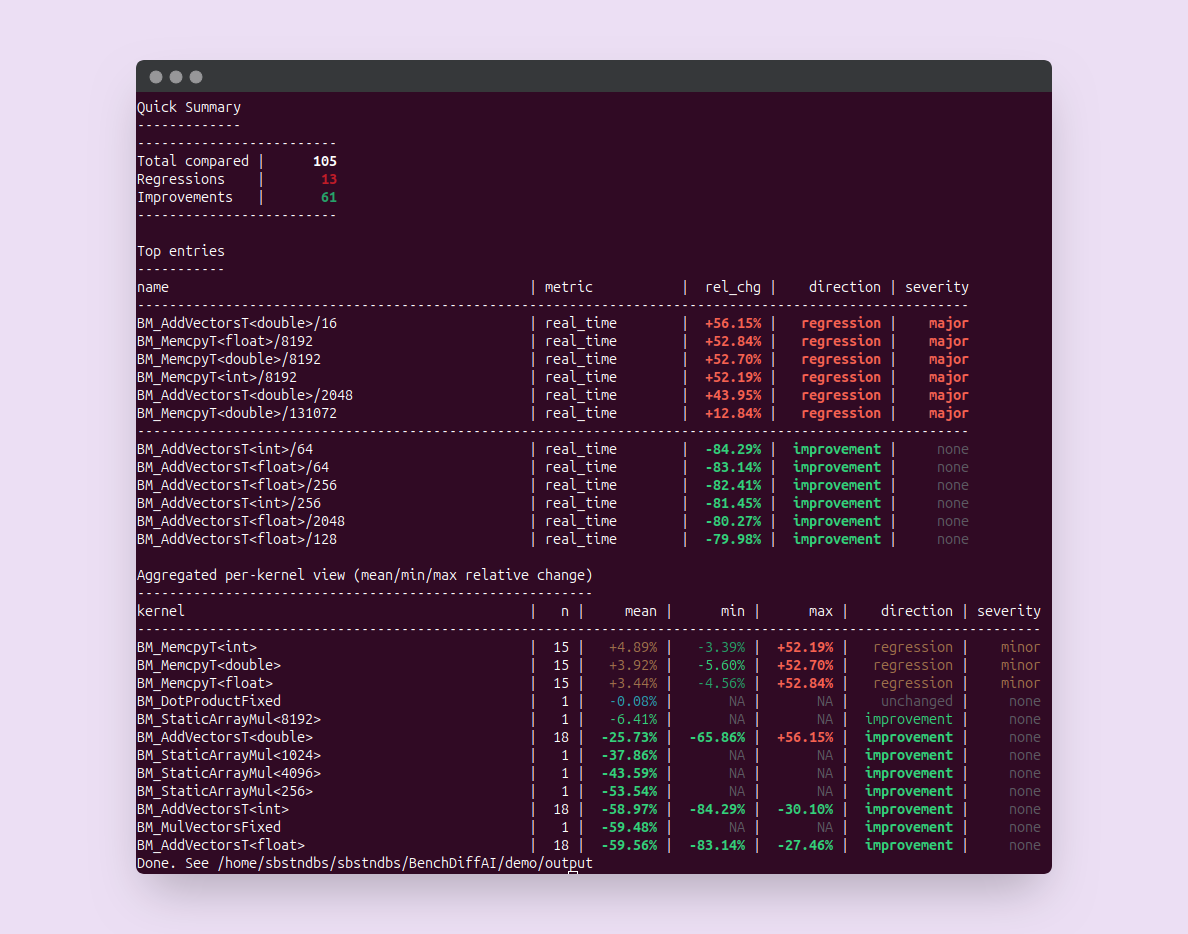 Quick Summary
-------------
-------------------------
Total compared |      105
Regressions    |       13
Improvements   |       61
-------------------------
Top entries
-----------
name                                             | metric           |  rel_chg |    direction | severity
--------------------------------------------------------------------------------------------------------
BM_AddVectorsT<double>/16                        | real_time        |  +56.15% |   regression |    major
BM_MemcpyT<float>/8192                           | real_time        |  +52.84% |   regression |    major
BM_MemcpyT<double>/8192                          | real_time        |  +52.70% |   regression |    major
BM_MemcpyT<int>/8192                             | real_time        |  +52.19% |   regression |    major
BM_AddVectorsT<double>/2048                      | real_time        |  +43.95% |   regression |    major
BM_MemcpyT<double>/131072                        | real_time        |  +12.84% |   regression |    major
--------------------------------------------------------------------------------------------------------
BM_AddVectorsT<int>/64                           | real_time        |  -84.29% |  improvement |     none
BM_AddVectorsT<float>/64                         | real_time        |  -83.14% |  improvement |     none
BM_AddVectorsT<float>/256                        | real_time        |  -82.41% |  improvement |     none
BM_AddVectorsT<int>/256                          | real_time        |  -81.45% |  improvement |     none
BM_AddVectorsT<float>/2048                       | real_time        |  -80.27% |  improvement |     none
BM_AddVectorsT<float>/128                        | real_time        |  -79.98% |  improvement |     none
Aggregated per-kernel view (mean/min/max relative change)
---------------------------------------------------------
kernel                                           |   n |     mean |      min |      max |    direction | severity
-----------------------------------------------------------------------------------------------------------------
BM_MemcpyT<int>                                  |  15 |   +4.89% |   -3.39% |  +52.19% |   regression |    minor
BM_MemcpyT<double>                               |  15 |   +3.92% |   -5.60% |  +52.70% |   regression |    minor
BM_MemcpyT<float>                                |  15 |   +3.44% |   -4.56% |  +52.84% |   regression |    minor
BM_DotProductFixed                               |   1 |   -0.08% |       NA |       NA |    unchanged |     none
BM_StaticArrayMul<8192>                          |   1 |   -6.41% |       NA |       NA |  improvement |     none
BM_AddVectorsT<double>                           |  18 |  -25.73% |  -65.86% |  +56.15% |  improvement |     none
BM_StaticArrayMul<1024>                          |   1 |  -37.86% |       NA |       NA |  improvement |     none
BM_StaticArrayMul<4096>                          |   1 |  -43.59% |       NA |       NA |  improvement |     none
BM_StaticArrayMul<256>                           |   1 |  -53.54% |       NA |       NA |  improvement |     none
BM_AddVectorsT<int>                              |  18 |  -58.97% |  -84.29% |  -30.10% |  improvement |     none
BM_MulVectorsFixed                               |   1 |  -59.48% |       NA |       NA |  improvement |     none
BM_AddVectorsT<float>                            |  18 |  -59.56% |  -83.14% |  -27.46% |  improvement |     none
Done. See /home/sbstndbs/sbstndbs/BenchDiffAI/demo/output